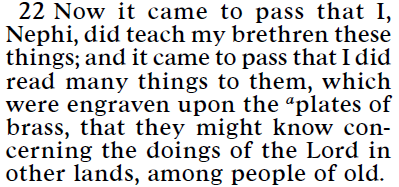 22 Now it came to pass that I,
Nephi, did teach my brethren these
things; and it came to pass that I did
read many things to them, which
were engraven upon the ᵃplates of
brass, that they might know con-
cerning the doings of the Lord in
other lands, among people of old.